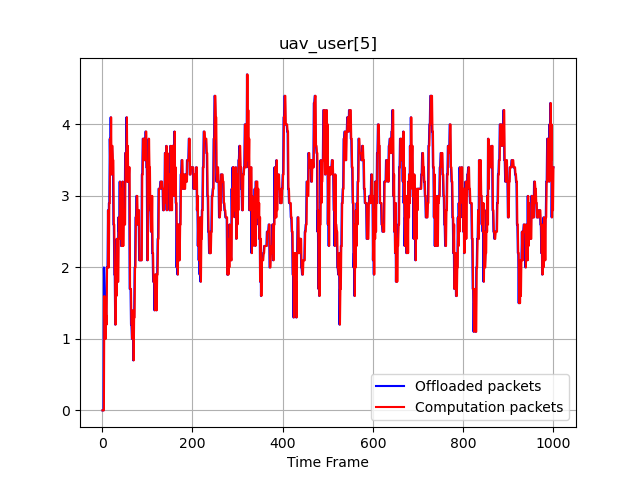 uav_user[5]
4
3
2
1
0
0 200 400 600 800 1000
Time Frame
Offloaded packets
Computation packets